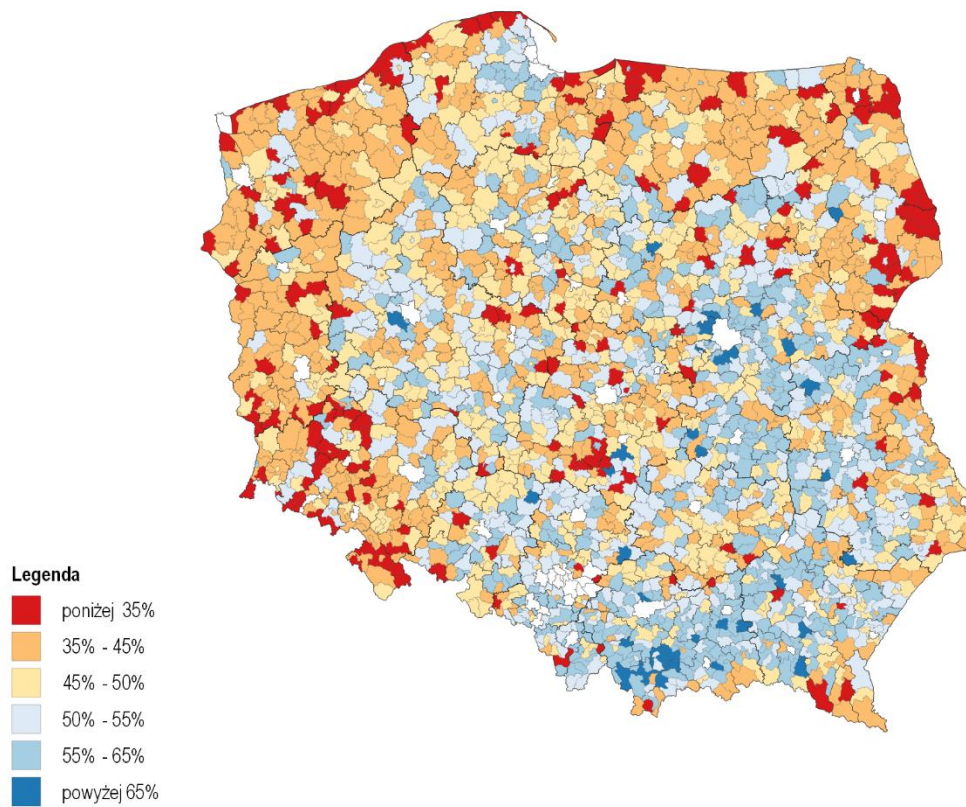 Legenda
poniżej 35%
35% - 45%
45% - 50%
50% - 55%
55% - 65%
powyżej 65%